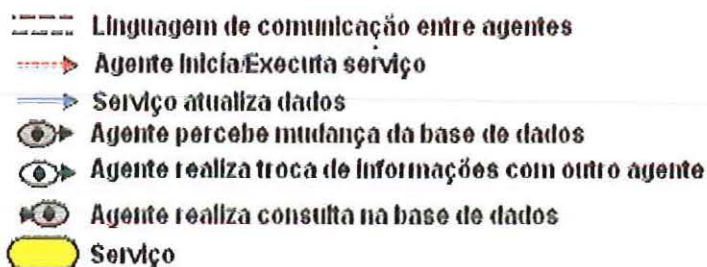 Linguagem de comunicação entre agentes
Agente Inicía/Executa serviço
Serviço atualiza dados
Agente percebe mudança da base de dados
Agente realiza troca de informações com outro agente
Agente realiza consulta na base de dados
Serviço